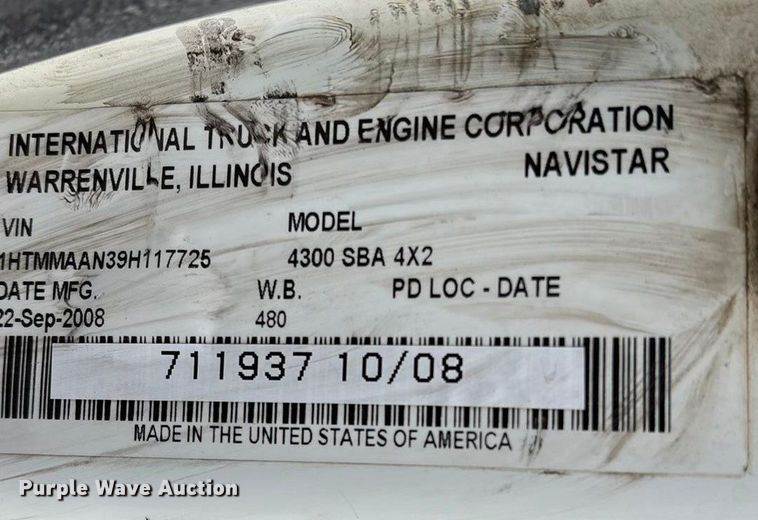 INTERNATIONAL TRUCK AND ENGINE CORPORATION
WARRENVILLE, ILLINOIS NAVISTAR
VIN MODEL
1HTMMAAN39H117725 4300 SBA 4X2
DATE MFG. W.B. PD LOC - DATE
22-Sep-2008 480
711937 10/08
MADE IN THE UNITED STATES OF AMERICA
Purple Wave Auction